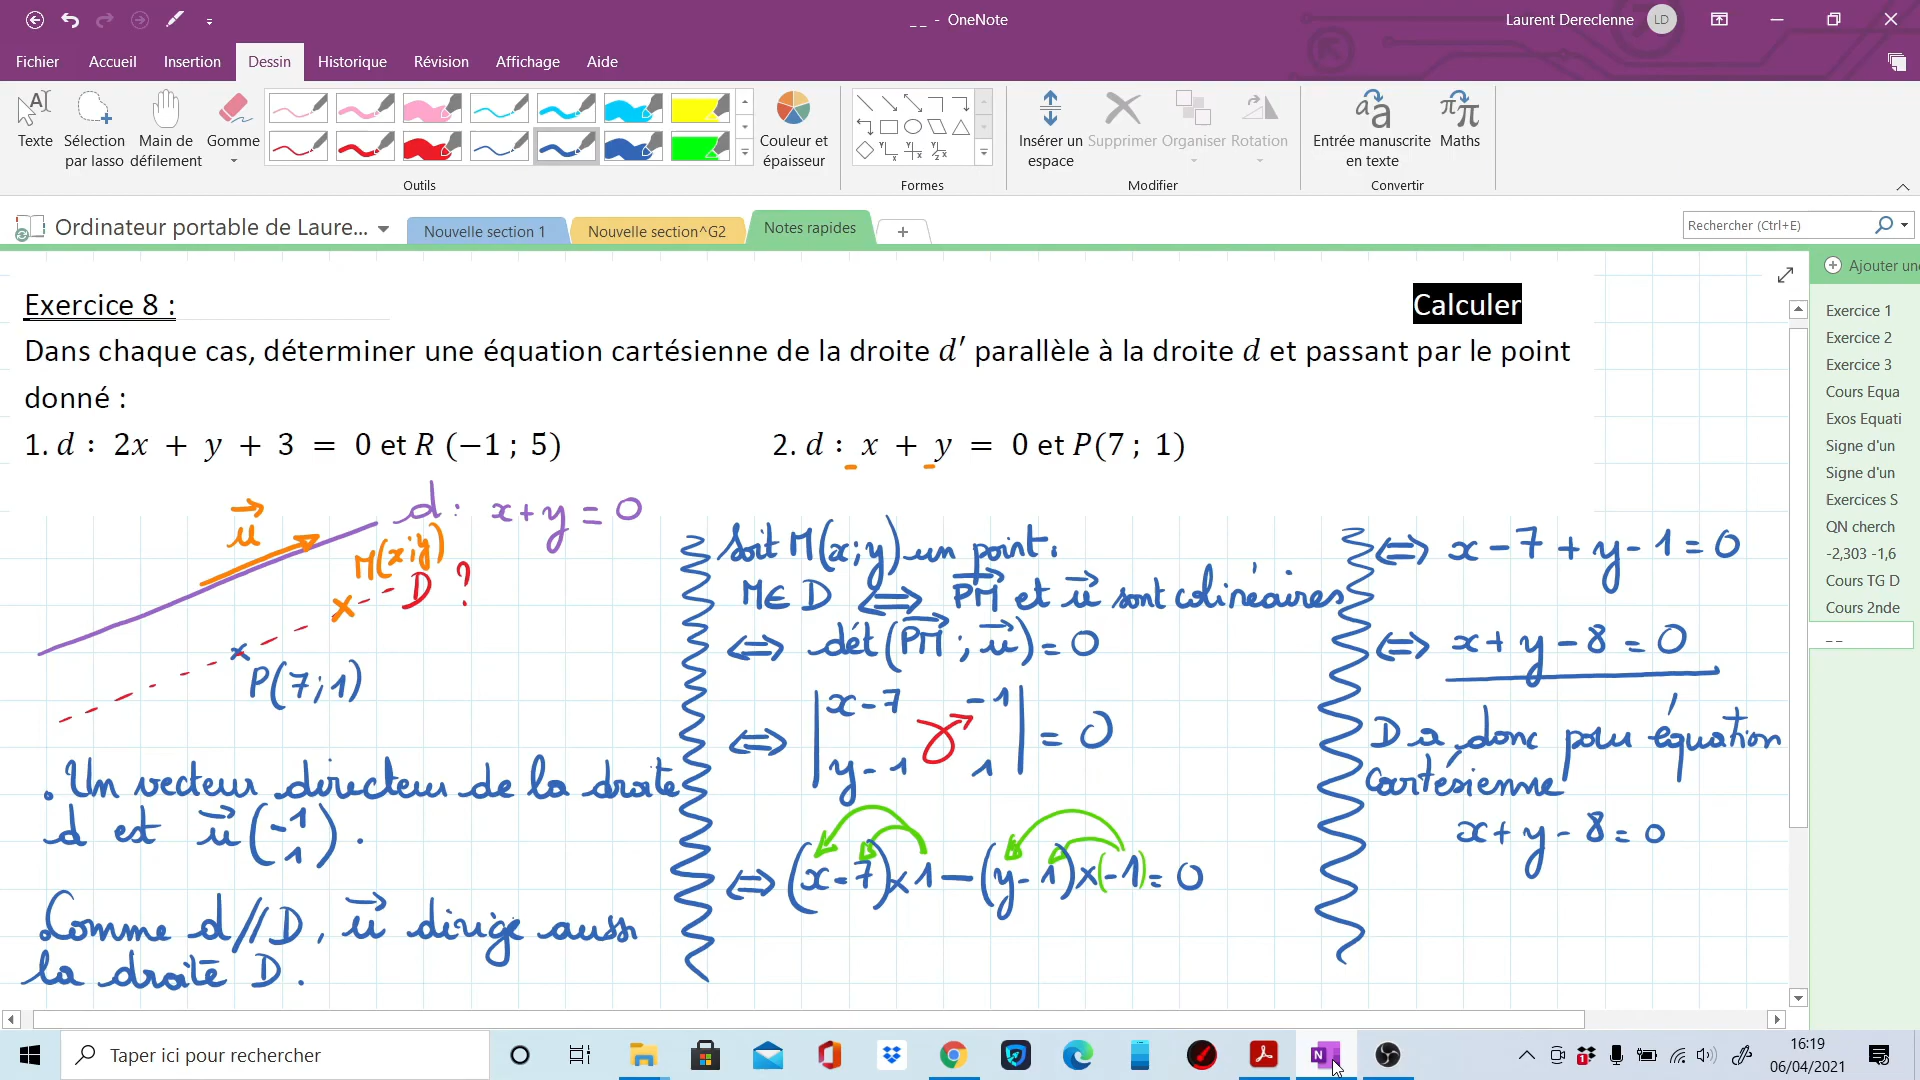 _ _ - OneNote
Laurent Dereclenne
LD
Fichier
Accueil
Insertion
Dessin
Historique
Révision
Affichage
Aide
Texte
Sélection par lasso
Main de défilement
Gomme
Couleur et épaisseur
Insérer un espace
Supprimer
Organiser
Rotation
Entrée manuscrite en texte
Maths
Outils
Formes
Modifier
Convertir
Ordinateur portable de Laure...
Nouvelle section 1
Nouvelle section^G2
Notes rapides
Rechercher (Ctrl+E)
Exercice 8 :
Calculer
Dans chaque cas, déterminer une équation cartésienne de la droite d′ parallèle à la droite d et passant par le point
donné :
1. d : 2x + y + 3 = 0 et R (−1 ; 5)
2. d : x + y = 0 et P(7 ; 1)
d : x + y = 0
u⃗
M(x;y)
D ?
P(7;1)
. Un vecteur directeur de la droite
d est u⃗ (-1 1) .
Comme d // D, u⃗ dirige aussi
la droite D .
Soit M(x;y) un point.
M∈ D ⟺ PM⃗ et u⃗ sont colinéaires
⟺ dét(PM⃗ ; u⃗) = 0
⟺ | x-7 -1 | = 0
| y-1 1 |
⟺ (x-7)×1 - (y-1)×(-1) = 0
⟺ x - 7 + y - 1 = 0
⟺ x + y - 8 = 0
D a donc pour équation
cartésienne
x + y - 8 = 0
Ajouter une
Exercice 1
Exercice 2
Exercice 3
Cours Equa
Exos Equati
Signe d'un
Signe d'un
Exercices S
QN cherch
-2,303 -1,6
Cours TG D
Cours 2nde
_ _
Taper ici pour rechercher
16:19
06/04/2021